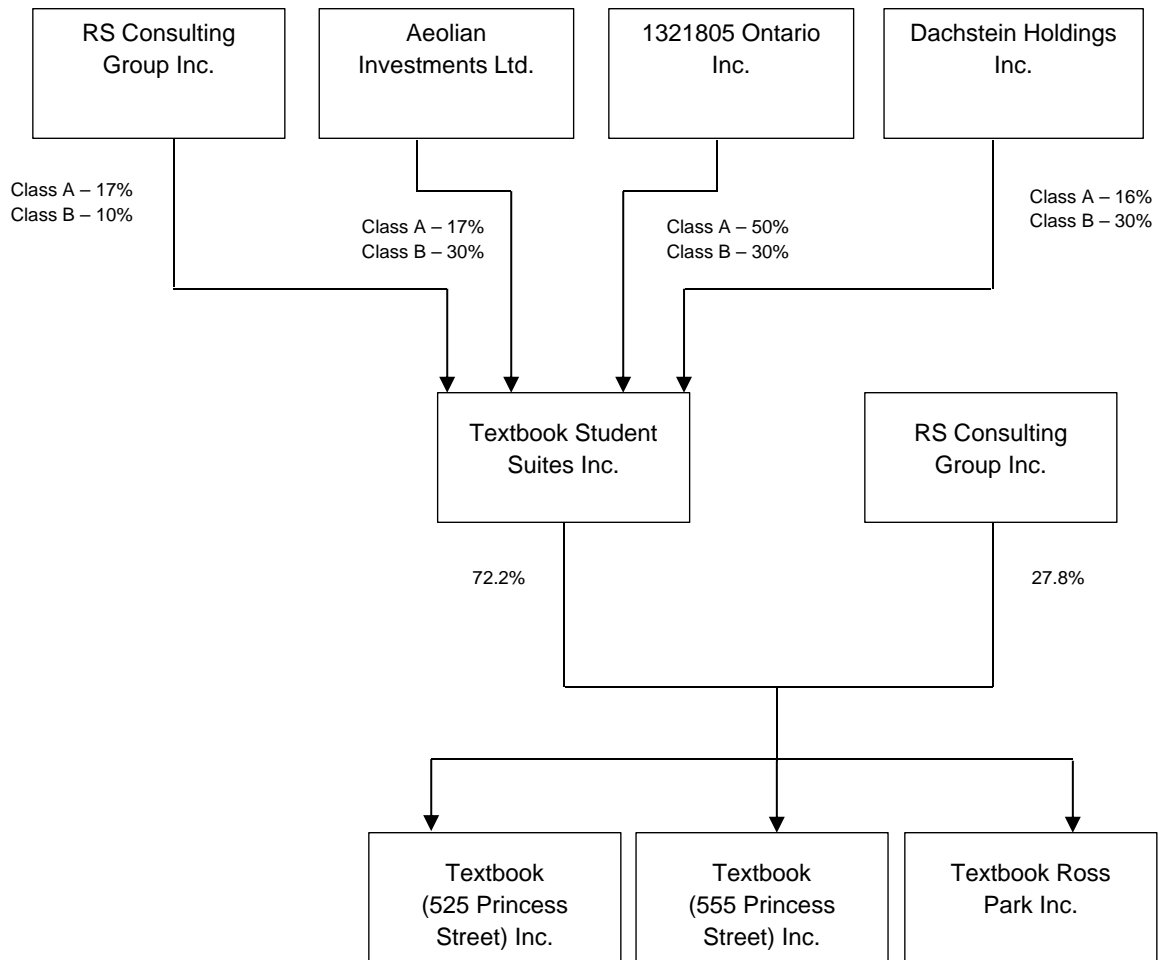 RS Consulting
Group Inc.
Aeolian
Investments Ltd.
1321805 Ontario
Inc.
Dachstein Holdings
Inc.
Class A – 17%
Class B – 10%
Class A – 17%
Class B – 30%
Class A – 50%
Class B – 30%
Class A – 16%
Class B – 30%
Textbook Student
Suites Inc.
RS Consulting
Group Inc.
72.2%
27.8%
Textbook
(525 Princess
Street) Inc.
Textbook
(555 Princess
Street) Inc.
Textbook Ross
Park Inc.